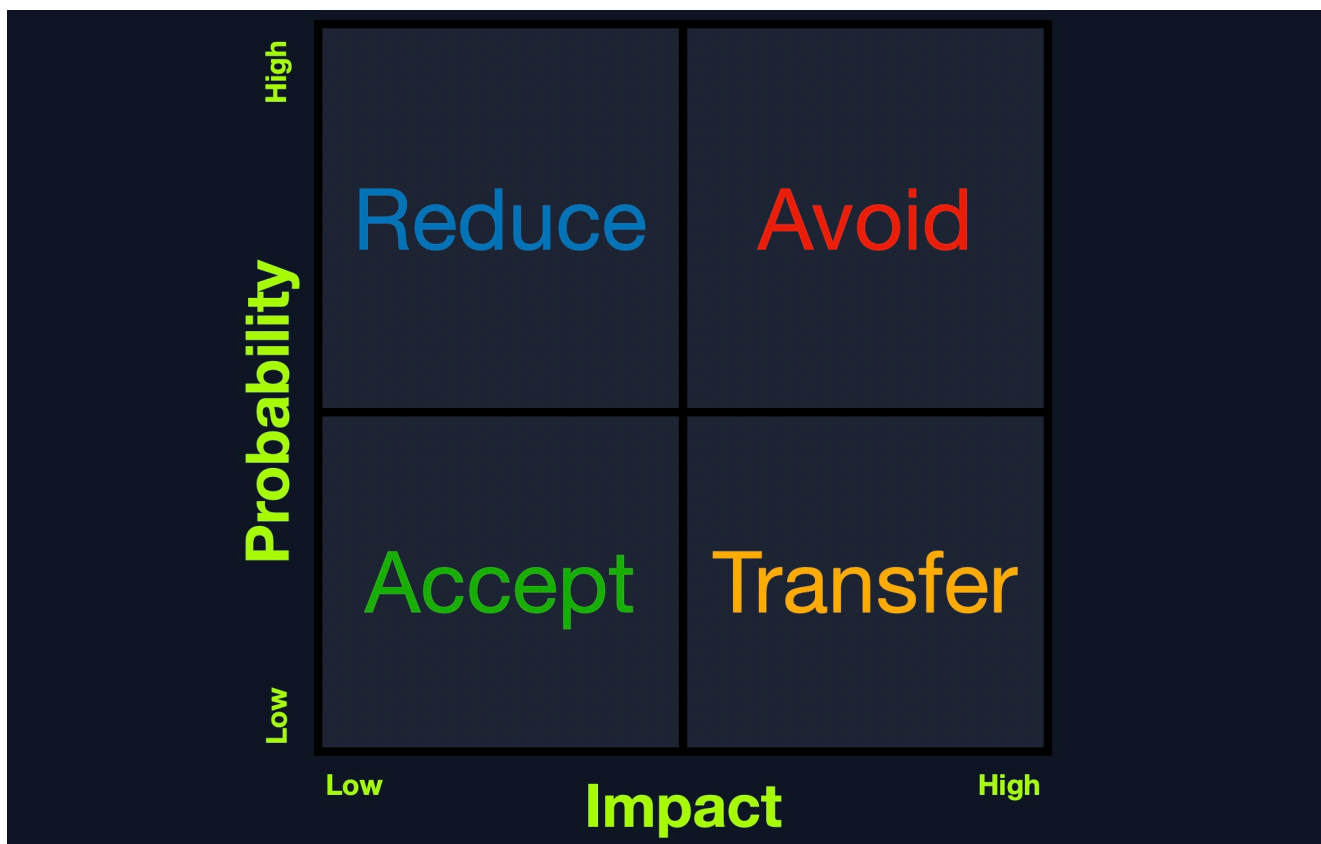 High
Reduce
Avoid
Probability
Accept
Transfer
Low
Low
High
Impact